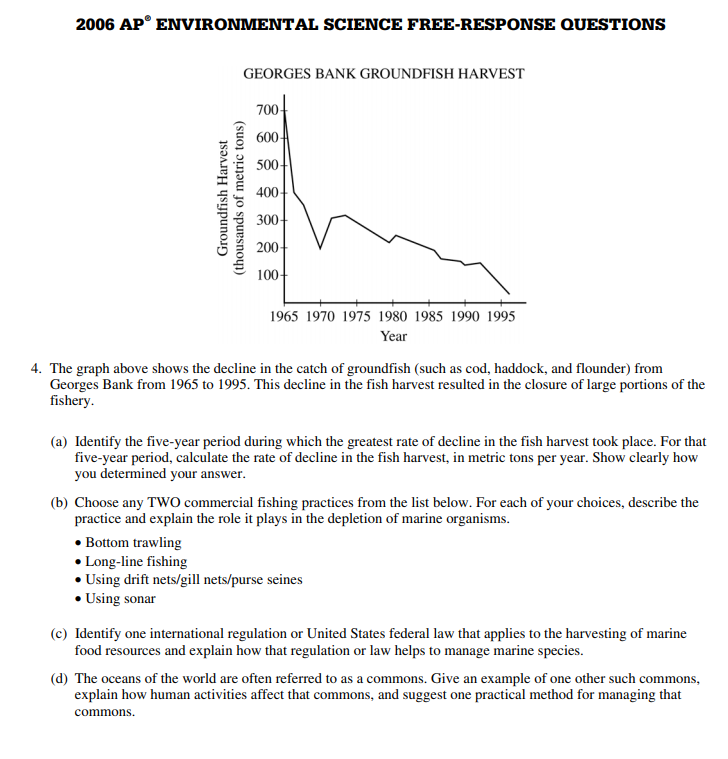 2006 AP® ENVIRONMENTAL SCIENCE FREE-RESPONSE QUESTIONS
GEORGES BANK GROUNDFISH HARVEST
Groundfish Harvest
(thousands of metric tons)
700
600
500
400
300
200
100
1965 1970 1975 1980 1985 1990 1995
Year
4. The graph above shows the decline in the catch of groundfish (such as cod, haddock, and flounder) from
Georges Bank from 1965 to 1995. This decline in the fish harvest resulted in the closure of large portions of the
fishery.
(a) Identify the five-year period during which the greatest rate of decline in the fish harvest took place. For that
five-year period, calculate the rate of decline in the fish harvest, in metric tons per year. Show clearly how
you determined your answer.
(b) Choose any TWO commercial fishing practices from the list below. For each of your choices, describe the
practice and explain the role it plays in the depletion of marine organisms.
• Bottom trawling
• Long-line fishing
• Using drift nets/gill nets/purse seines
• Using sonar
(c) Identify one international regulation or United States federal law that applies to the harvesting of marine
food resources and explain how that regulation or law helps to manage marine species.
(d) The oceans of the world are often referred to as a commons. Give an example of one other such commons,
explain how human activities affect that commons, and suggest one practical method for managing that
commons.